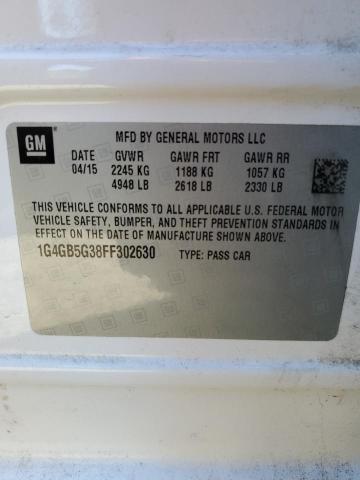 GM
MFD BY GENERAL MOTORS LLC
04/15 GVWR GAWR FRT GAWR RR
2245 KG 1188 KG 1057 KG
4948 LB 2618 LB 2330 LB
THIS VEHICLE CONFORMS TO ALL APPLICABLE U.S. FEDERAL MOTOR
VEHICLE SAFETY, BUMPER, AND THEFT PREVENTION STANDARDS IN
EFFECT ON THE DATE OF MANUFACTURE SHOWN ABOVE.
1G4GB5G38FF302630 TYPE: PASS CAR